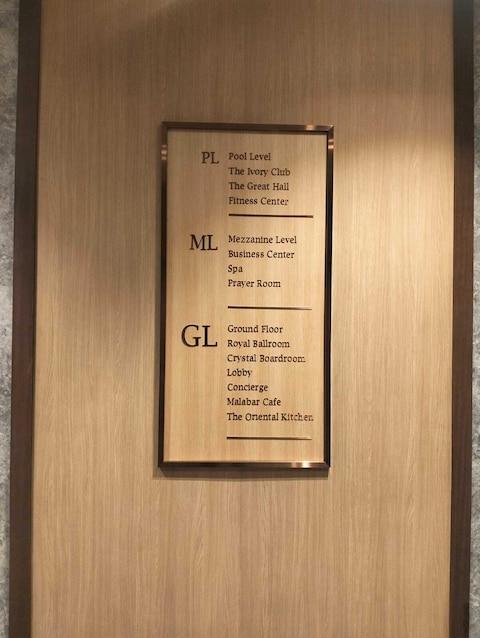 PL Pool Level
The Ivory Club
The Great Hall
Fitness Center
ML Mezzanine Level
Business Center
Spa
Prayer Room
GL Ground Floor
Royal Ballroom
Crystal Boardroom
Lobby
Concierge
Malabar Cafe
The Oriental Kitchen